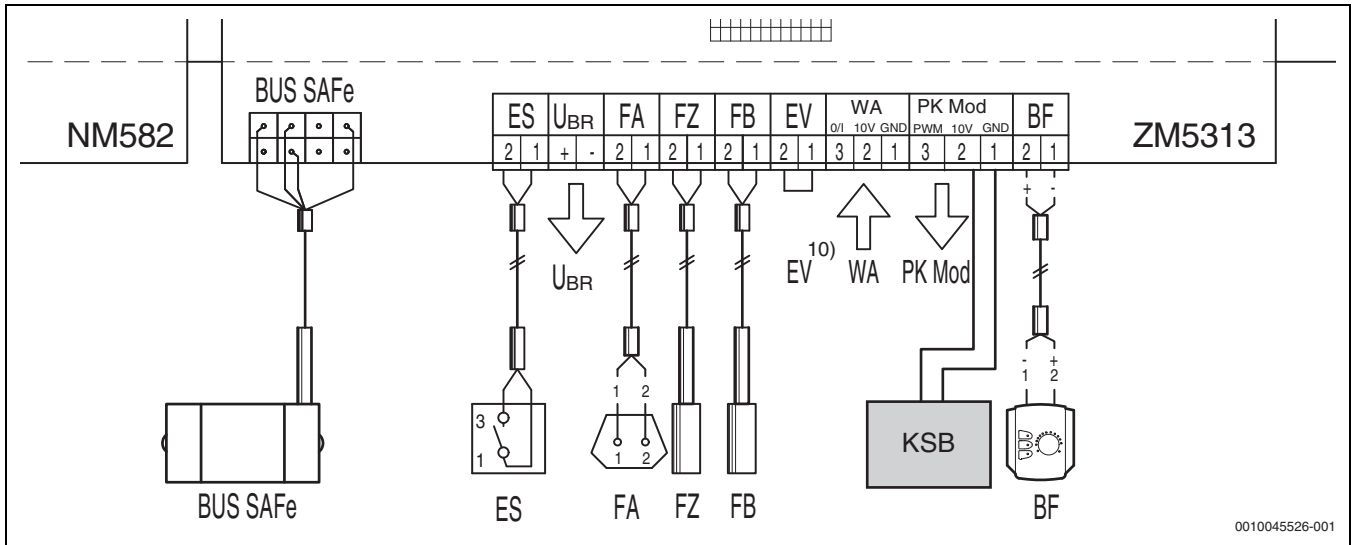 BUS SAFe
NM582
ZM5313
ES UBR FA FZ FB EV WA PK Mod BF
0/I 10V GND PWM 10V GND
2 1 + - 2 1 2 1 2 1 2 1 3 2 1 3 2 1 2 1
+ -
UBR
EV 10) WA PK Mod
- +
1 2
1 2
3
1
1 2
KSB
BUS SAFe
ES
FA
FZ
FB
BF
0010045526-001